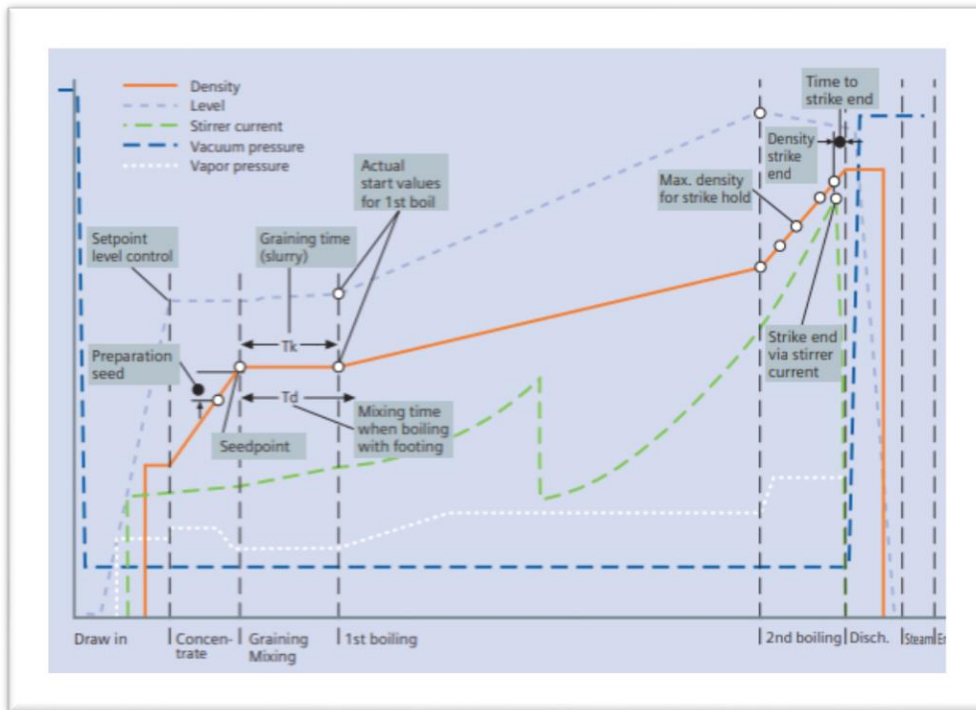 Density
Level
Stirrer current
Vacuum pressure
Vapor pressure
Time to
strike end
Density
strike
end
Actual
start values
for 1st boil
Max. density
for strike hold
Setpoint
level control
Graining time
(slurry)
Tk
Preparation
seed
Td
Strike end
via stirrer
current
Mixing time
when boiling
with footing
Seedpoint
Draw in
Concen-
trate
Graining
Mixing
1st boiling
2nd boiling
Disch.
Steam